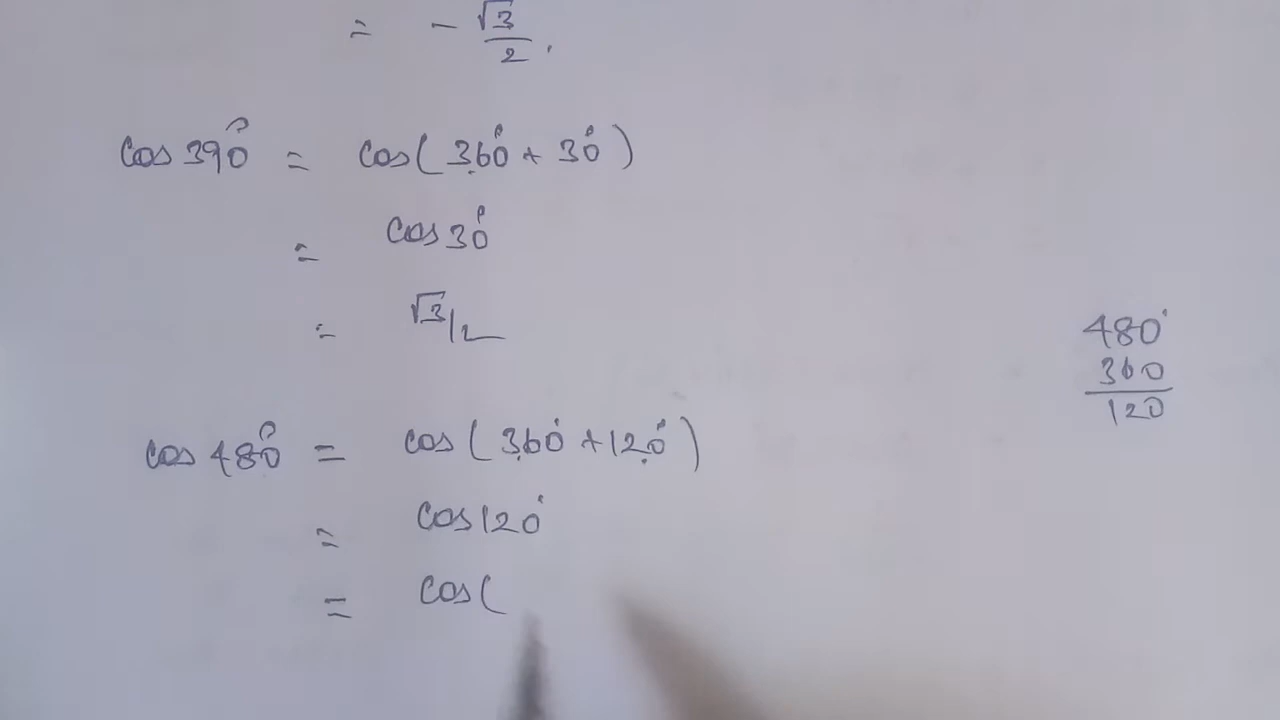 = - √3/2.
cos 390° = cos(360° + 30°)
= cos 30°
= √3/2
480°
360
120
cos 480° = cos(360° + 120°)
= cos 120°
= cos(